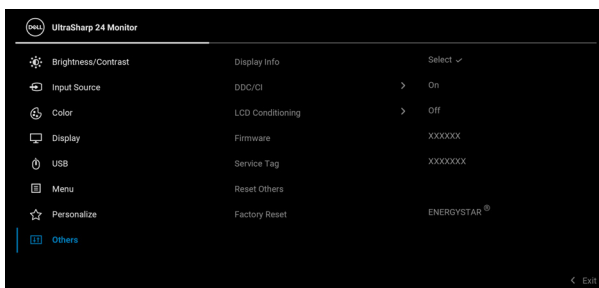 DELL UltraSharp 24 Monitor
Brightness/Contrast Display Info Select ✓
Input Source DDC/CI > On
Color LCD Conditioning > Off
Display Firmware XXXXXX
USB Service Tag XXXXXXX
Menu Reset Others
Personalize Factory Reset ENERGYSTAR ®
Others
< Exit